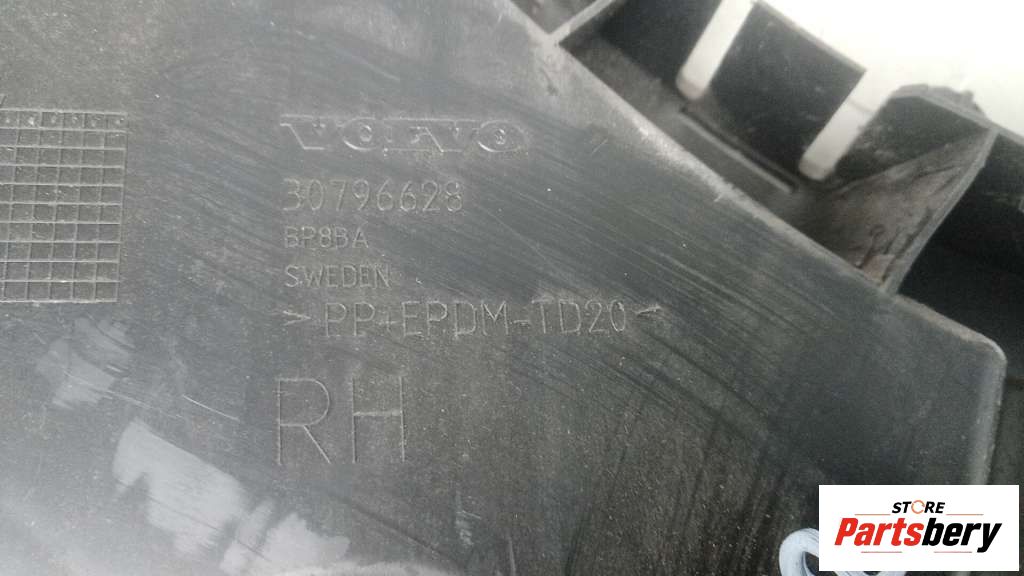 VOLVO
30796628
BP8BA
SWEDEN
>PP+EPDM-TD20<
RH
STORE
Partsbery